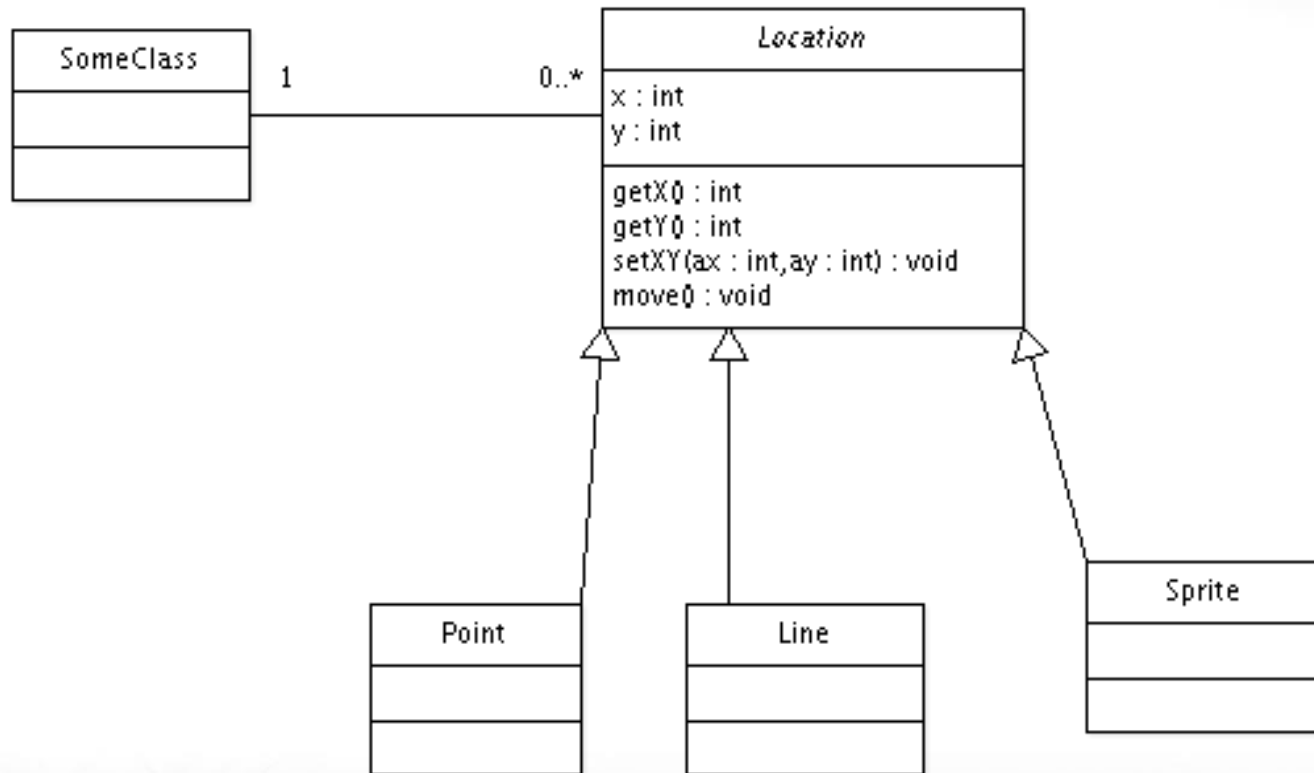 SomeClass
1
0..*
Location
x : int
y : int
getX() : int
getY() : int
setXY(ax : int,ay : int) : void
move() : void
Point
Line
Sprite